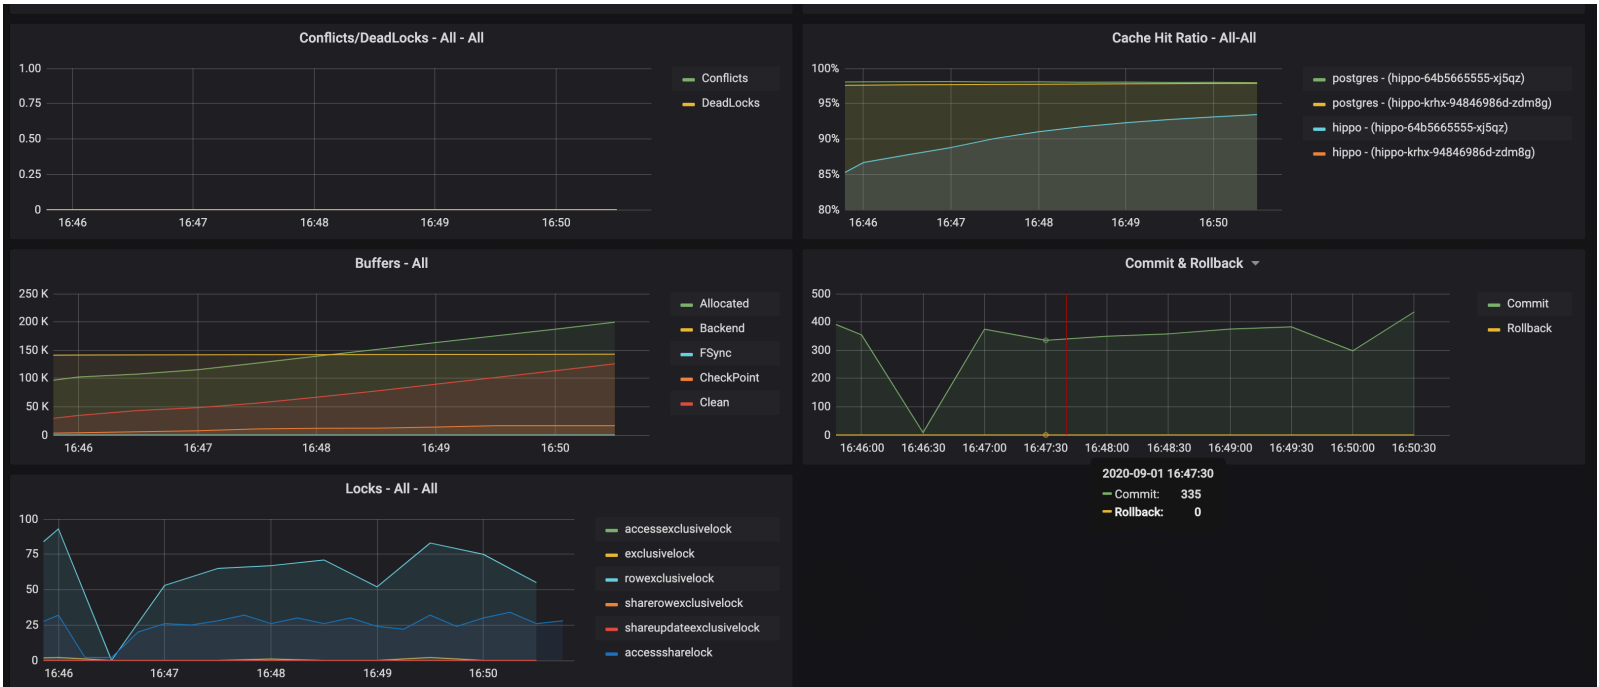 Conflicts/DeadLocks - All - All
1.00
0.75
0.50
0.25
0
16:46 16:47 16:48 16:49 16:50
Conflicts
DeadLocks
Cache Hit Ratio - All-All
100%
95%
90%
85%
80%
16:46 16:47 16:48 16:49 16:50
postgres - (hippo-64b5665555-xj5qz)
postgres - (hippo-krhx-94846986d-zdm8g)
hippo - (hippo-64b5665555-xj5qz)
hippo - (hippo-krhx-94846986d-zdm8g)
Buffers - All
250 K
200 K
150 K
100 K
50 K
0
16:46 16:47 16:48 16:49 16:50
Allocated
Backend
FSync
CheckPoint
Clean
Commit & Rollback
500
400
300
200
100
0
16:46:00 16:46:30 16:47:00 16:47:30 16:48:00 16:48:30 16:49:00 16:49:30 16:50:00 16:50:30
Commit
Rollback
2020-09-01 16:47:30
Commit: 335
Rollback: 0
Locks - All - All
100
75
50
25
0
16:46 16:47 16:48 16:49 16:50
accessexclusivelock
exclusivelock
rowexclusivelock
sharerowexclusivelock
shareupdateexclusivelock
accesssharelock